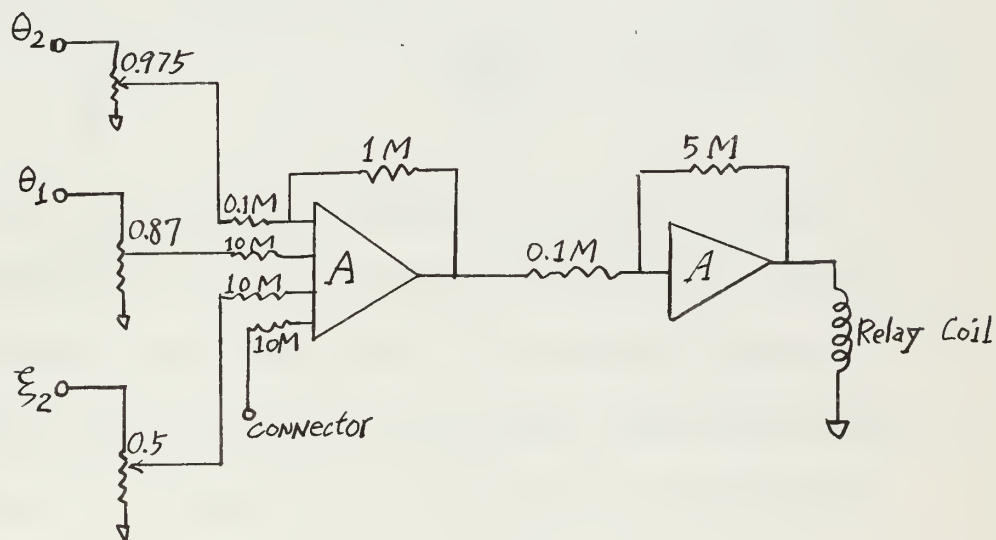 θ2
0.975
1M
5M
θ1
0.1M
0.87
10M
A
0.1M
A
10M
10M
Relay Coil
ξ2
connector
0.5